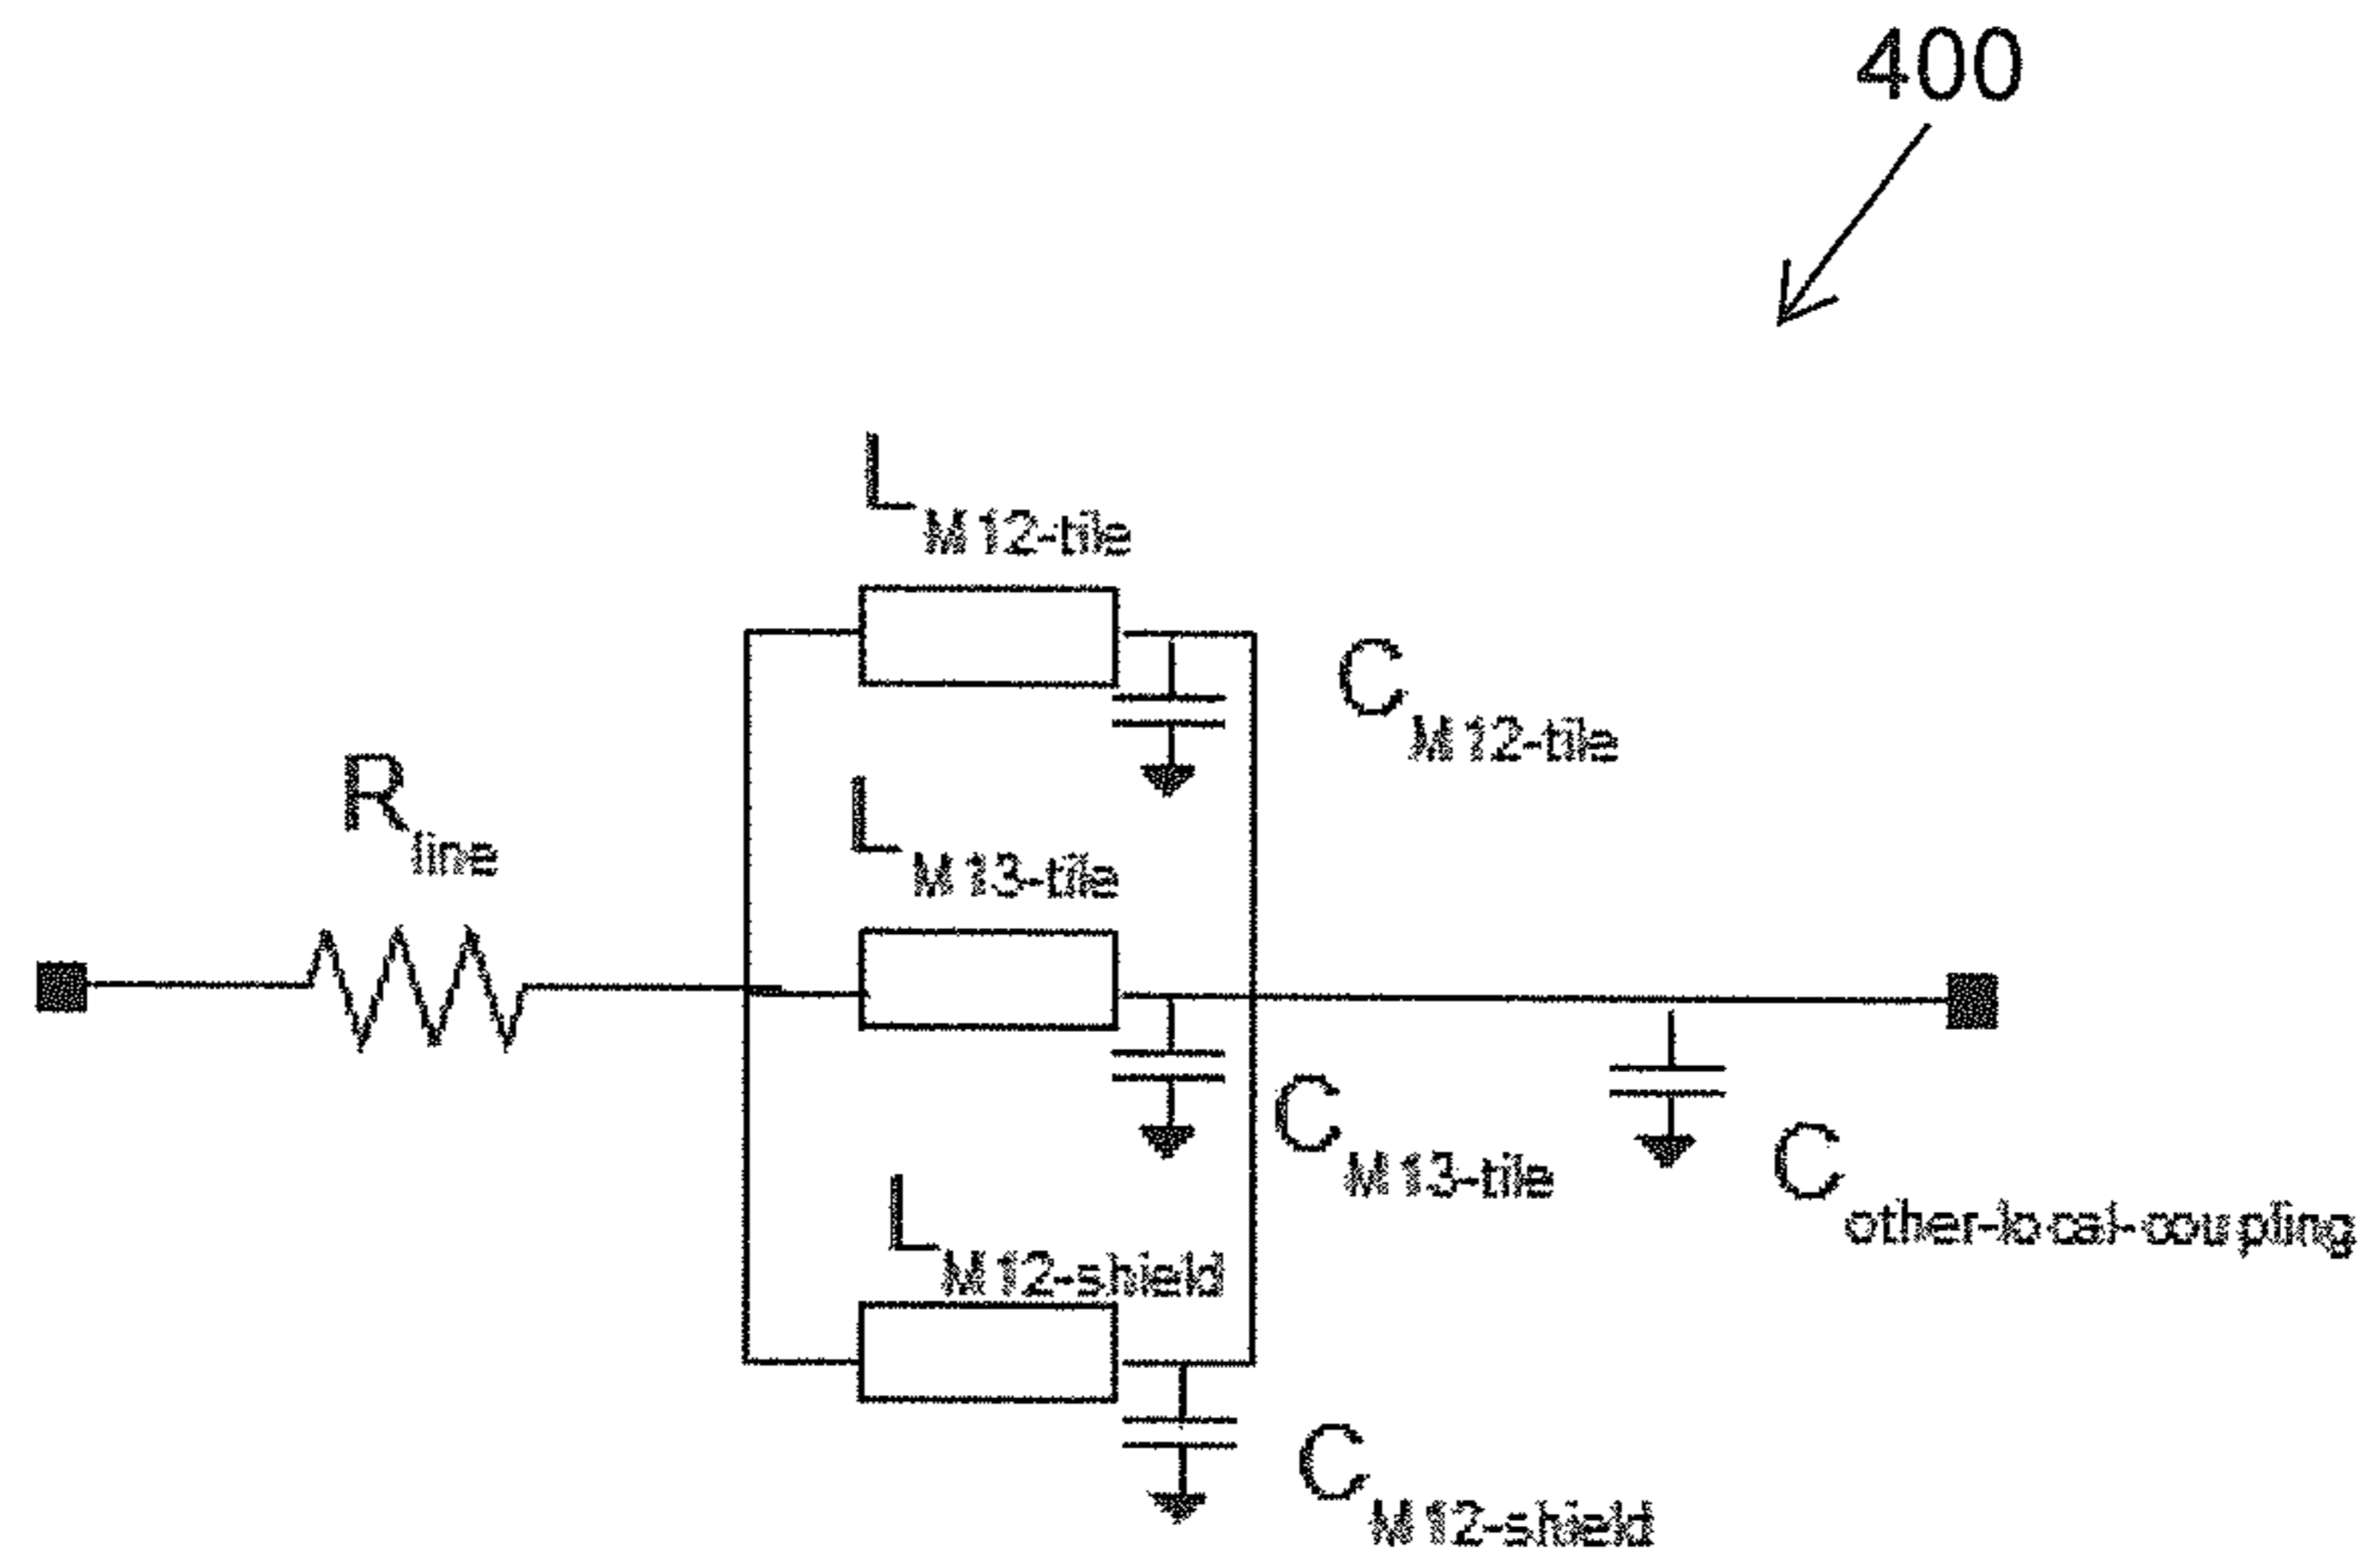 400
L M12-tile
C M12-tile
R line
L M13-tile
C M13-tile
C other-local-coupling
L M12-shield
C M12-shield